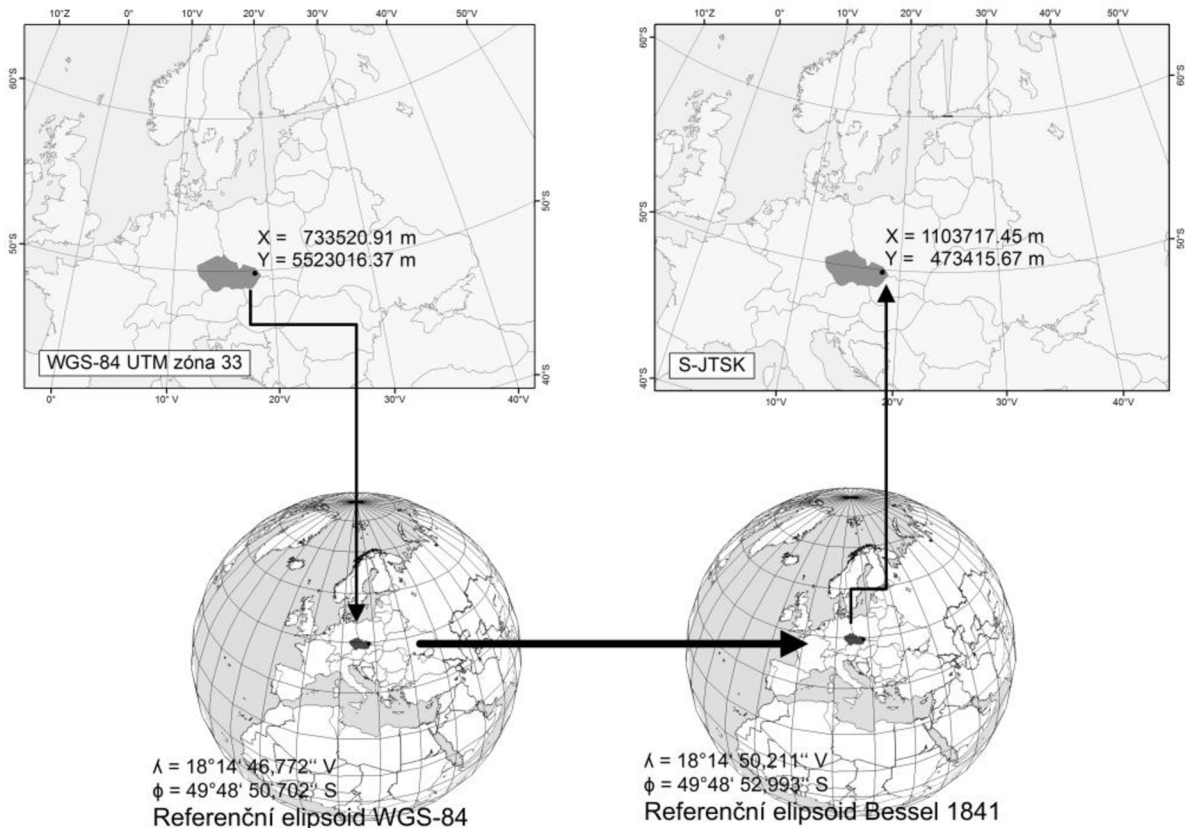 10°Z 0° 10°V 20°V 30°V 40°V 50°V
60°S
50°S
50°S
40°S
X = 733520.91 m
Y = 5523016.37 m
WGS-84 UTM zóna 33
0° 10° V 20°V 30°V 40°V
10°Z 0° 10°V 20°V 30°V 40°V 50°V
60°S
50°S
40°S
60°S
50°S
X = 1103717.45 m
Y = 473415.67 m
S-JTSK
10°V 20°V 30°V 40°V
ʎ = 18°14‘ 46,772“ V
ϕ = 49°48‘ 50,702“ S
Referenční elipsoid WGS-84
ʎ = 18°14‘ 50,211“ V
ϕ = 49°48‘ 52,993“ S
Referenční elipsoid Bessel 1841